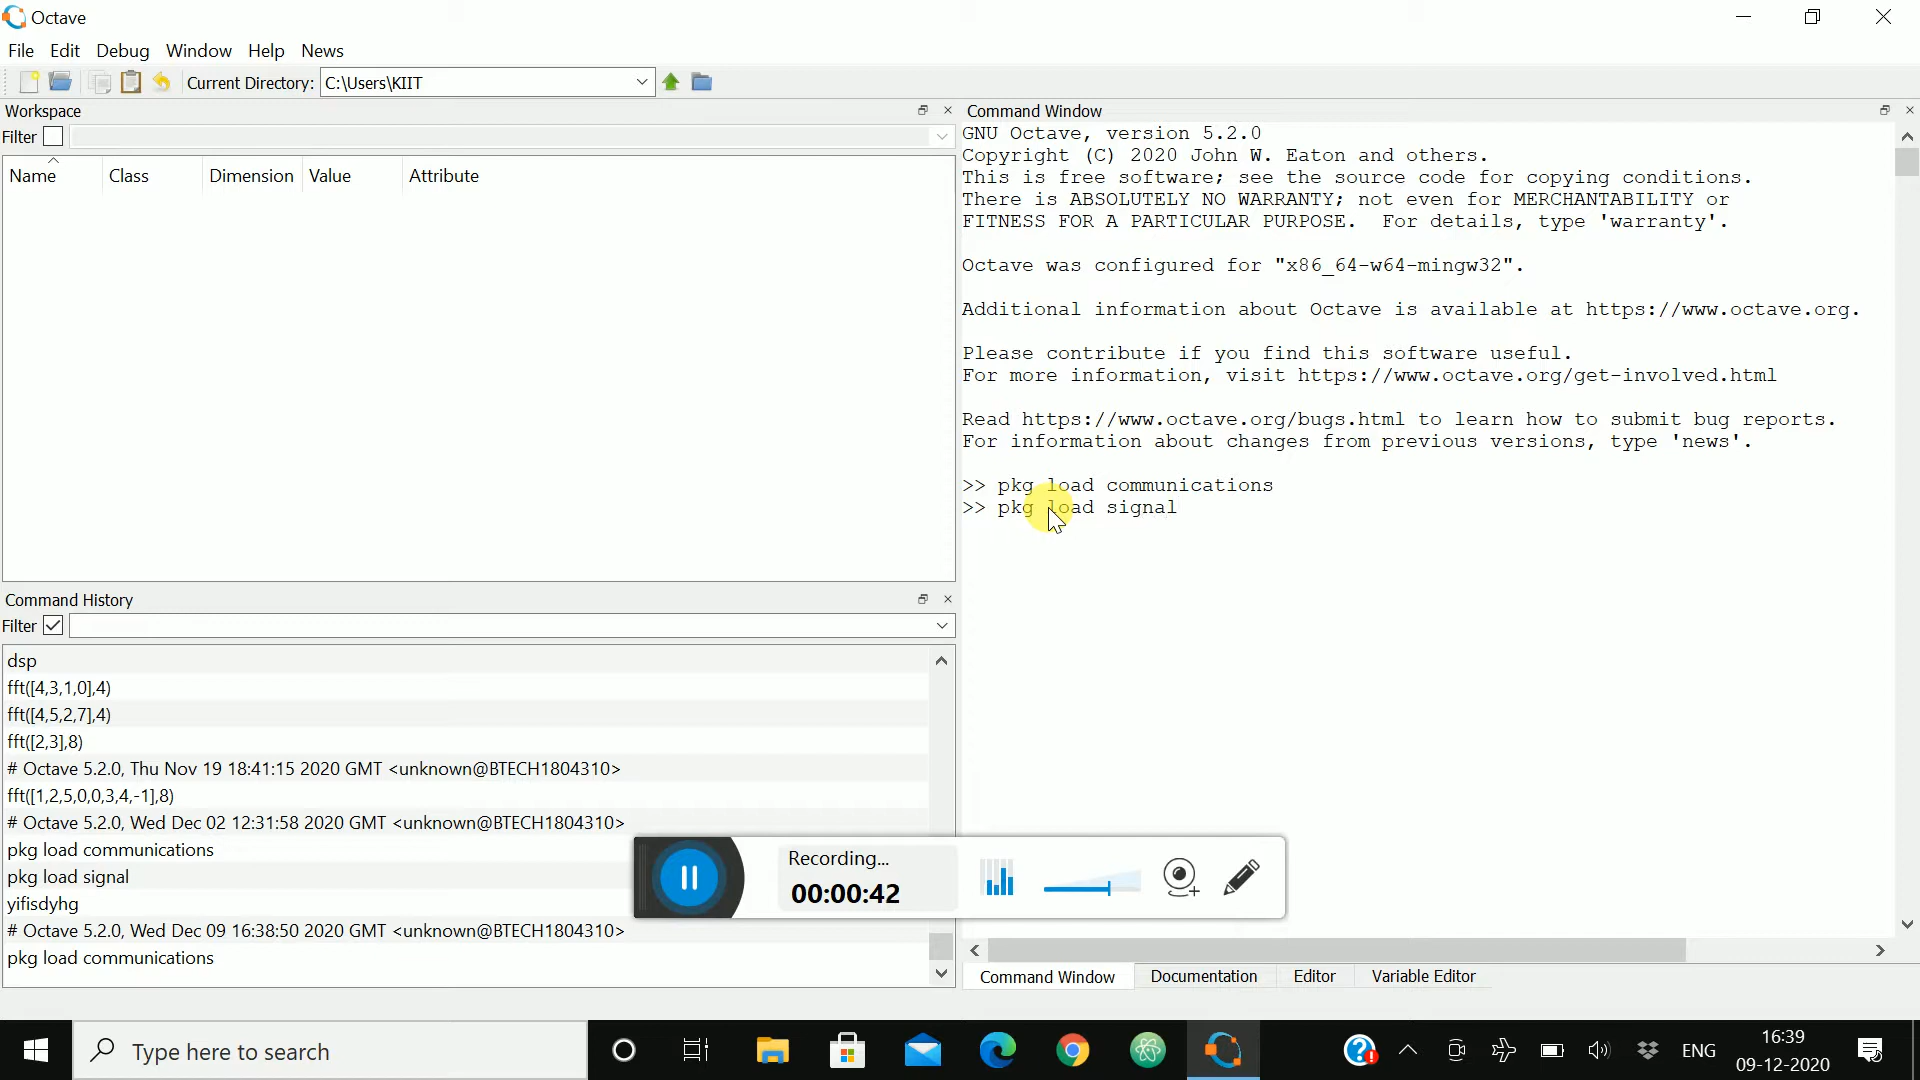 Octave
File Edit Debug Window Help News
Current Directory: C:\Users\KIIT
Workspace
Filter
Name Class Dimension Value Attribute
Command History
Filter
dsp
fft([4,3,1,0],4)
fft([4,5,2,7],4)
fft([2,3],8)
# Octave 5.2.0, Thu Nov 19 18:41:15 2020 GMT <unknown@BTECH1804310>
fft([1,2,5,0,0,3,4,-1],8)
# Octave 5.2.0, Wed Dec 02 12:31:58 2020 GMT <unknown@BTECH1804310>
pkg load communications
pkg load signal
yifisdyhg
# Octave 5.2.0, Wed Dec 09 16:38:50 2020 GMT <unknown@BTECH1804310>
pkg load communications
Command Window
GNU Octave, version 5.2.0
Copyright (C) 2020 John W. Eaton and others.
This is free software; see the source code for copying conditions.
There is ABSOLUTELY NO WARRANTY; not even for MERCHANTABILITY or
FITNESS FOR A PARTICULAR PURPOSE.  For details, type 'warranty'.
Octave was configured for "x86_64-w64-mingw32".
Additional information about Octave is available at https://www.octave.org.
Please contribute if you find this software useful.
For more information, visit https://www.octave.org/get-involved.html
Read https://www.octave.org/bugs.html to learn how to submit bug reports.
For information about changes from previous versions, type 'news'.
>> pkg load communications
>> pkg load signal
Recording...
00:00:42
Command Window Documentation Editor Variable Editor
Type here to search
ENG
16:39
09-12-2020